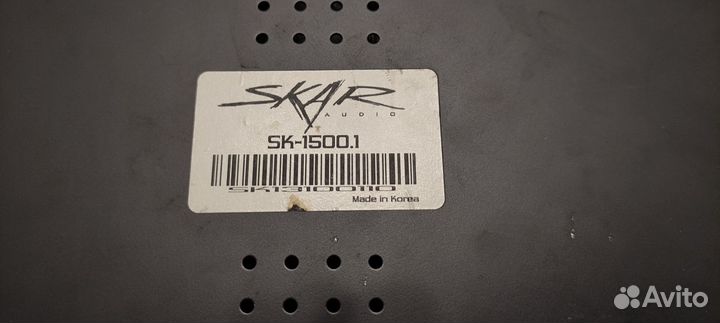 SKAR
AUDIO
SK-1500.1
SK13100110
Made in Korea
Avito